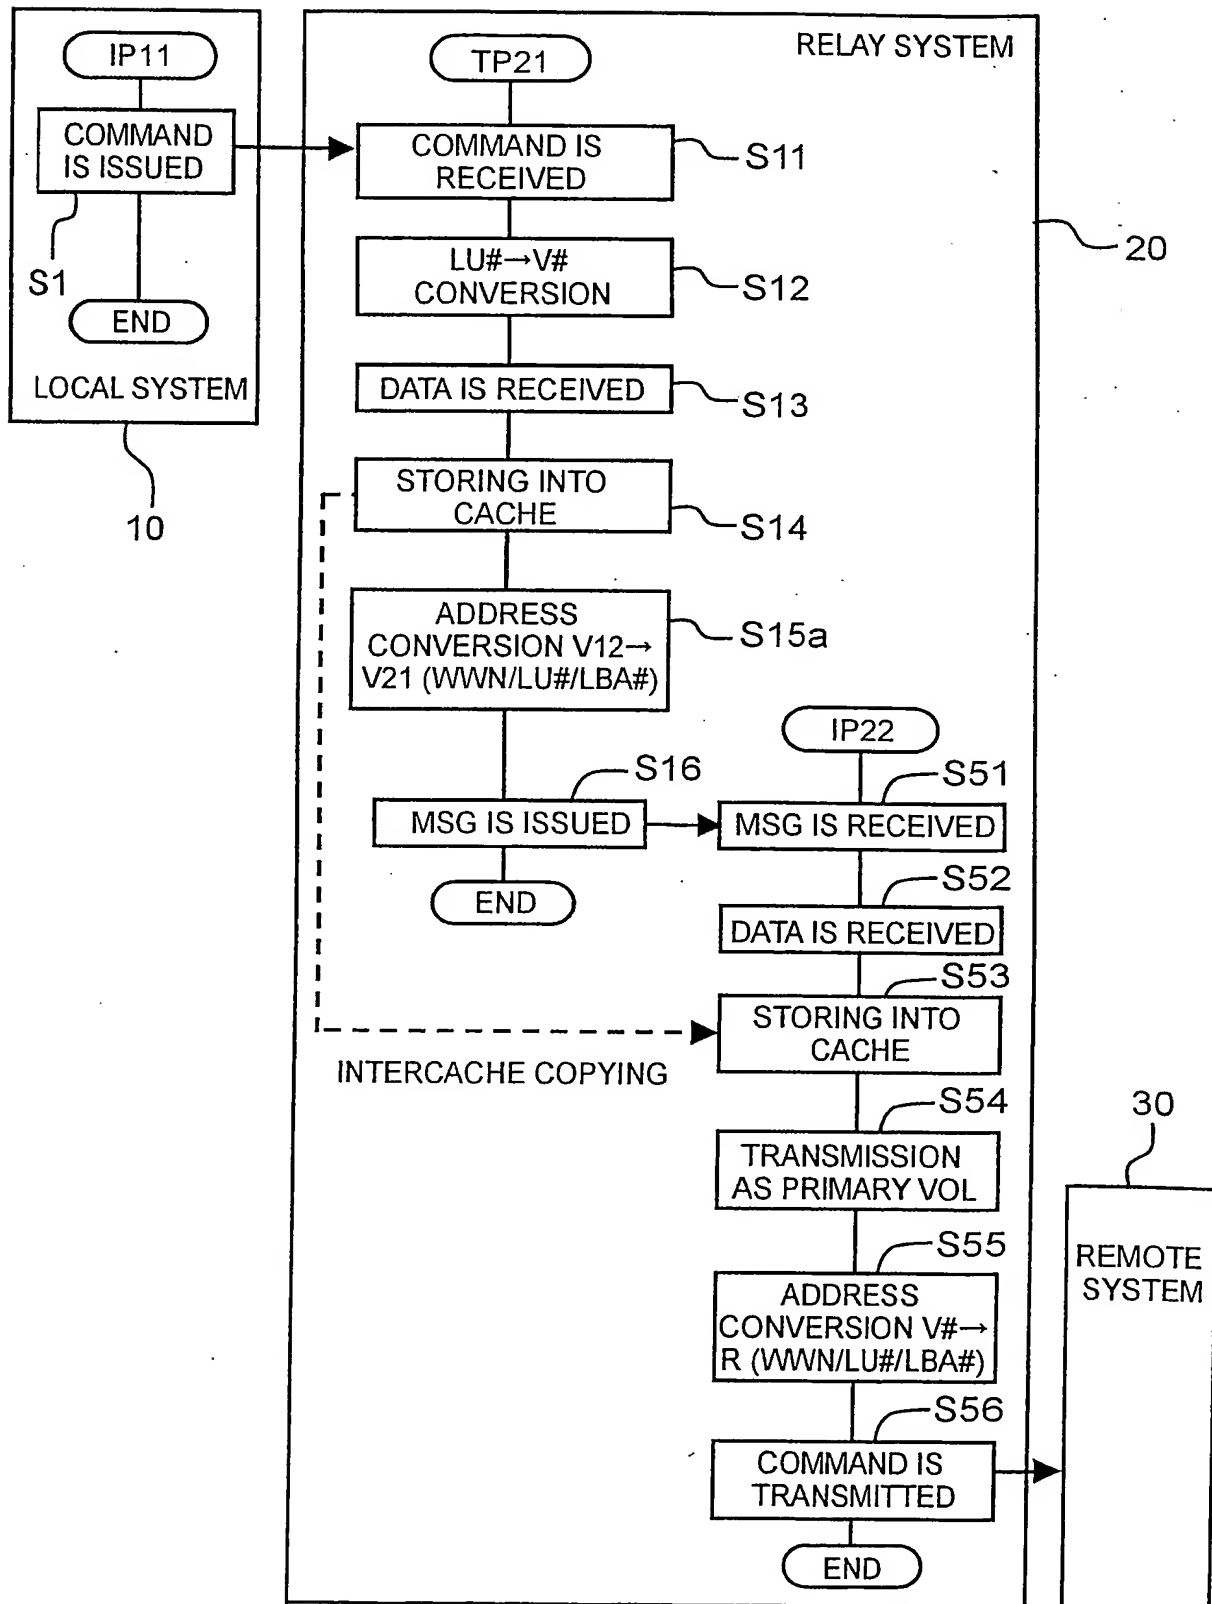 IP11
COMMAND
IS ISSUED
S1
END
LOCAL SYSTEM
10
RELAY SYSTEM
TP21
COMMAND IS
RECEIVED
S11
20
LU#→V#
CONVERSION
S12
DATA IS RECEIVED
S13
STORING INTO
CACHE
S14
ADDRESS
CONVERSION V12→
V21 (WWN/LU#/LBA#)
S15a
S16
MSG IS ISSUED
END
INTERCACHE COPYING
IP22
S51
MSG IS RECEIVED
S52
DATA IS RECEIVED
S53
STORING INTO
CACHE
S54
TRANSMISSION
AS PRIMARY VOL
S55
ADDRESS
CONVERSION V#→
R (WWN/LU#/LBA#)
S56
COMMAND IS
TRANSMITTED
END
30
REMOTE
SYSTEM